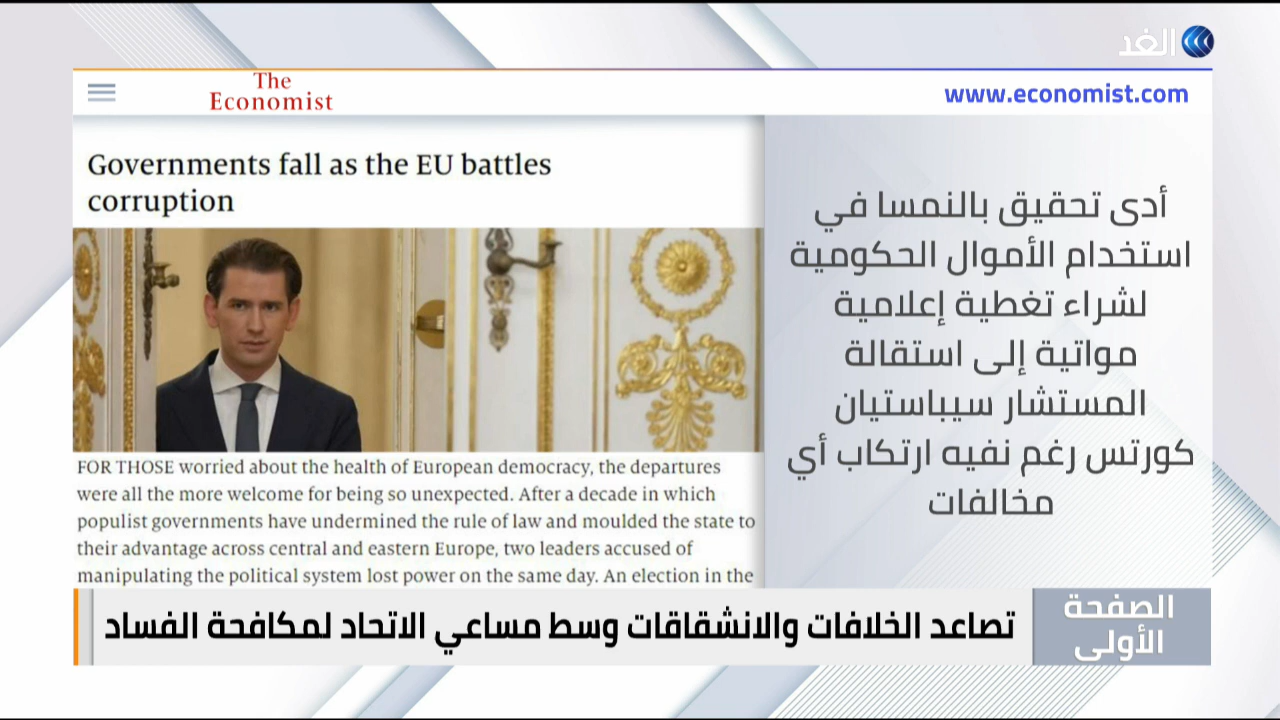 الغد
The
Economist
www.economist.com
Governments fall as the EU battles
corruption
FOR THOSE worried about the health of European democracy, the departures
were all the more welcome for being so unexpected. After a decade in which
populist governments have undermined the rule of law and moulded the state to
their advantage across central and eastern Europe, two leaders accused of
manipulating the political system lost power on the same day. An election in the
أدى تحقيق بالنمسا في
استخدام الأموال الحكومية
لشراء تغطية إعلامية
مواتية إلى استقالة
المستشار سيباستيان
كورتس رغم نفيه ارتكاب أي
مخالفات
الصفحة
الأولى
تصاعد الخلافات والانشقاقات وسط مساعي الاتحاد لمكافحة الفساد